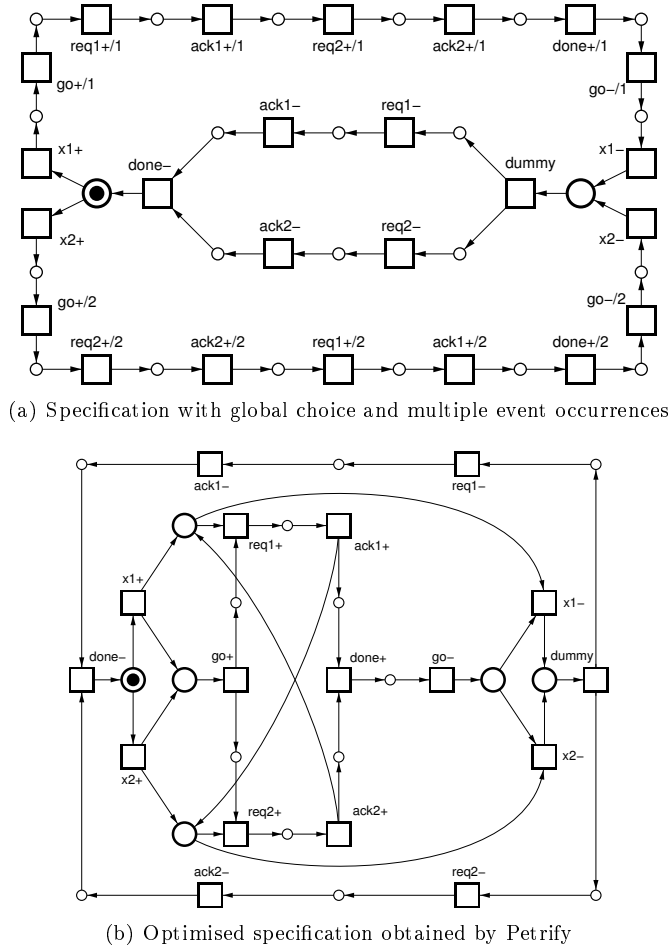 req1+/1 ack1+/1 req2+/1 ack2+/1 done+/1
go+/1 go−/1
ack1− req1−
x1+ done− dummy x1−
x2+ ack2− req2− x2−
go+/2 go−/2
req2+/2 ack2+/2 req1+/2 ack1+/2 done+/2
(a) Specification with global choice and multiple event occurrences
ack1− req1−
req1+ ack1+
x1+ x1−
done− go+ done+ go− dummy
x2+ x2−
req2+ ack2+
ack2− req2−
(b) Optimised specification obtained by Petrify